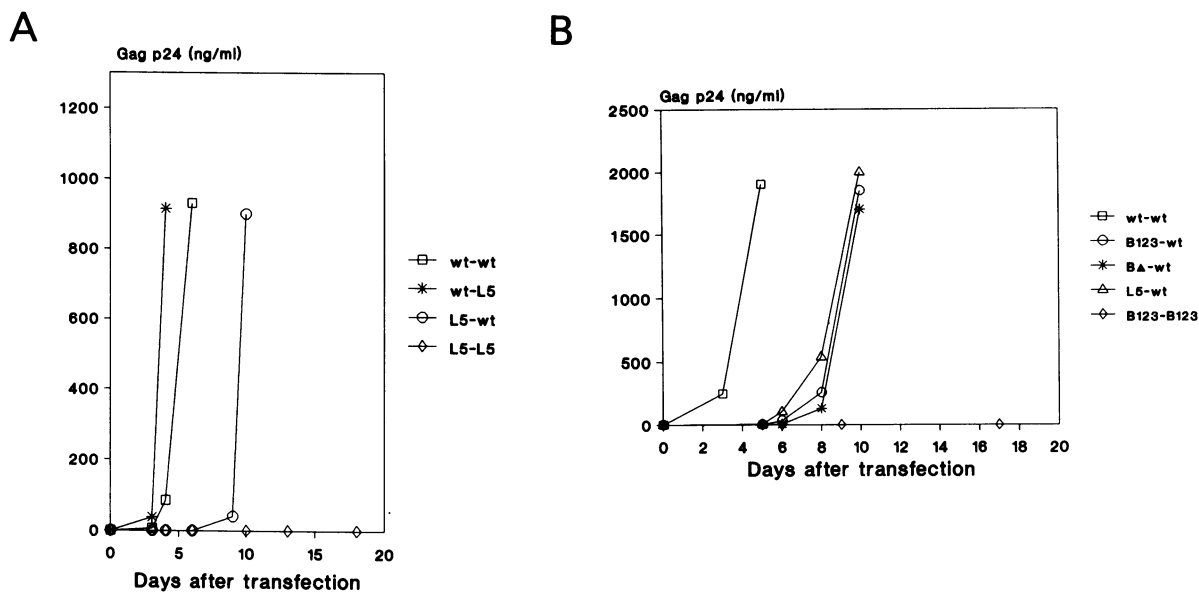 A
Gag p24 (ng/ml)
1200
1000
800
600
400
200
0
0 5 10 15 20
Days after transfection
wt-wt
wt-L5
L5-wt
L5-L5
B
Gag p24 (ng/ml)
2500
2000
1500
1000
500
0
0 2 4 6 8 10 12 14 16 18 20
Days after transfection
wt-wt
B123-wt
B▲-wt
L5-wt
B123-B123